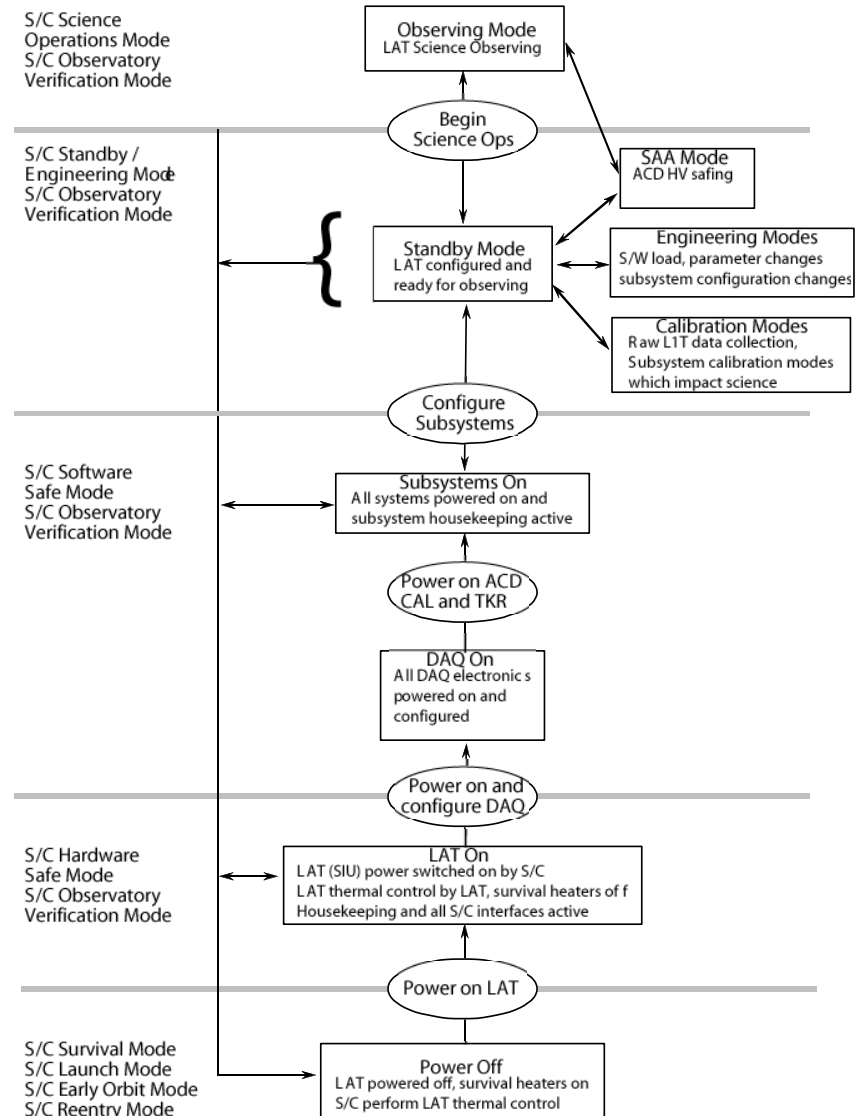 S/C Science
Operations Mode
S/C Observatory
Verification Mode
Observing Mode
LAT Science Observing
Begin
Science Ops
S/C Standby /
Engineering Mode
S/C Observatory
Verification Mode
SAA Mode
ACD HV safing
{
Standby Mode
LAT configured and
ready for observing
Engineering Modes
S/W load, parameter changes
subsystem configuration changes
Calibration Modes
Raw L1T data collection,
Subsystem calibration modes
which impact science
Configure
Subsystems
S/C Software
Safe Mode
S/C Observatory
Verification Mode
Subsystems On
All systems powered on and
subsystem housekeeping active
Power on ACD
CAL and TKR
DAQ On
All DAQ electronic s
powered on and
configured
Power on and
configure DAQ
S/C Hardware
Safe Mode
S/C Observatory
Verification Mode
LAT On
LAT (SIU) power switched on by S/C
LAT thermal control by LAT, survival heaters of f
Housekeeping and all S/C interfaces active
Power on LAT
S/C Survival Mode
S/C Launch Mode
S/C Early Orbit Mode
S/C Reentry Mode
Power Off
LAT powered off, survival heaters on
S/C perform LAT thermal control